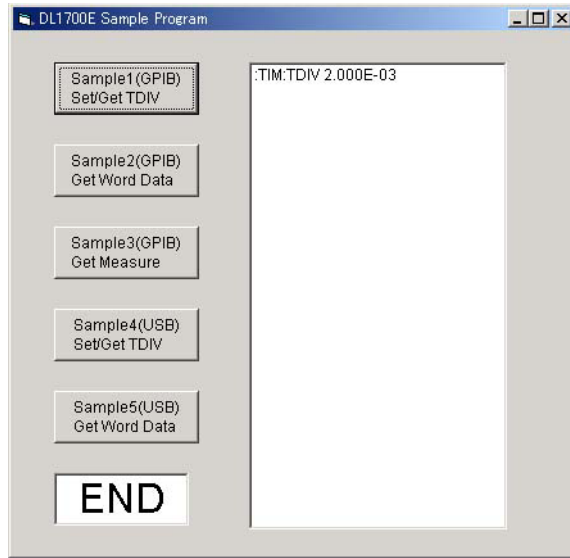 DL1700E Sample Program
Sample1(GPIB)
Set/Get TDIV
:TIM:TDIV 2.000E-03
Sample2(GPIB)
Get Word Data
Sample3(GPIB)
Get Measure
Sample4(USB)
Set/Get TDIV
Sample5(USB)
Get Word Data
END